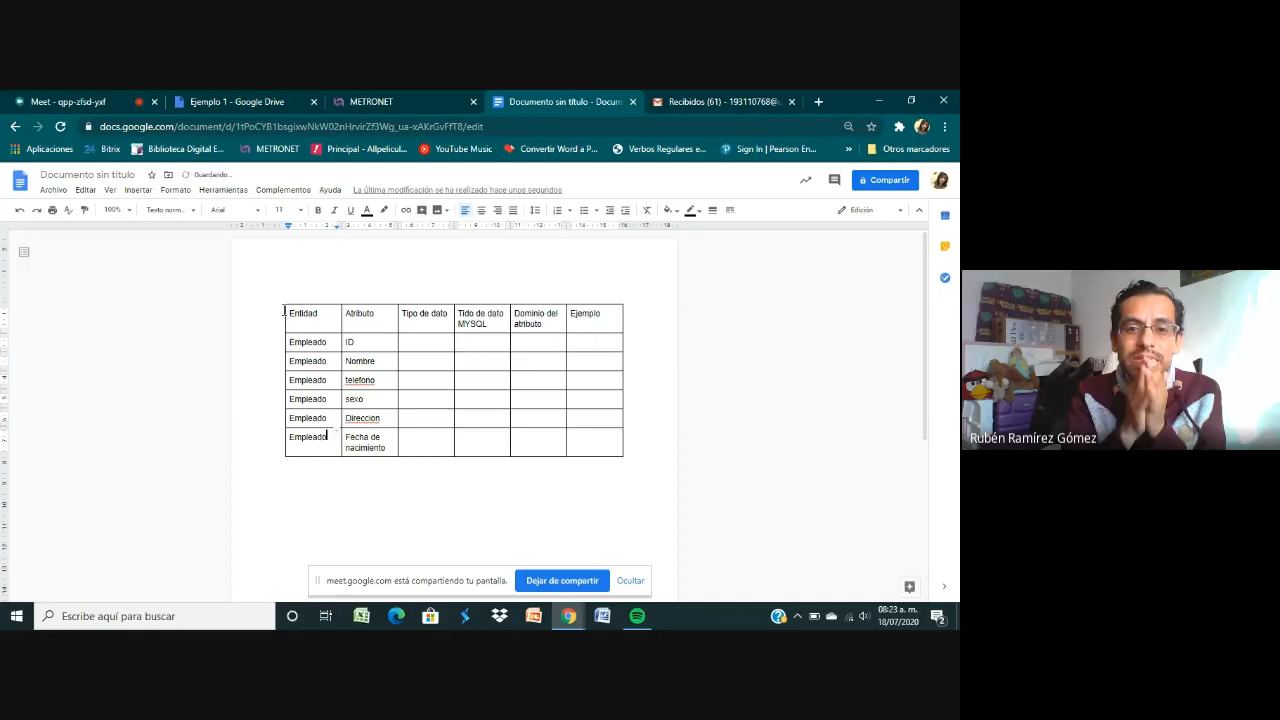 Meet - qpp-zfsd-yxf
Ejemplo 1 - Google Drive
METRONET
Documento sin título - Docum
Recibidos (61) - 193110768@u
docs.google.com/document/d/1tPoCYB1bsgixwNkW02nHrvirZf3Wg_ua-xAKrGvFfT8/edit
Aplicaciones
Bitrix
Biblioteca Digital E...
METRONET
Principal - Allpelicul...
YouTube Music
Convertir Word a P...
Verbos Regulares e...
Sign In | Pearson En...
»
Otros marcadores
Documento sin título
Guardando...
Archivo Editar Ver Insertar Formato Herramientas Complementos Ayuda
La última modificación se ha realizado hace unos segundos
Compartir
100%
Texto norm...
Arial
11
Edición
Entidad Atributo Tipo de dato Tido de dato MYSQL Dominio del atributo Ejemplo
Empleado ID
Empleado Nombre
Empleado telefono
Empleado sexo
Empleado Direccion
Empleado Fecha de nacimiento
Rubén Ramírez Gómez
meet.google.com está compartiendo tu pantalla.
Dejar de compartir
Ocultar
Escribe aquí para buscar
08:23 a. m.
18/07/2020